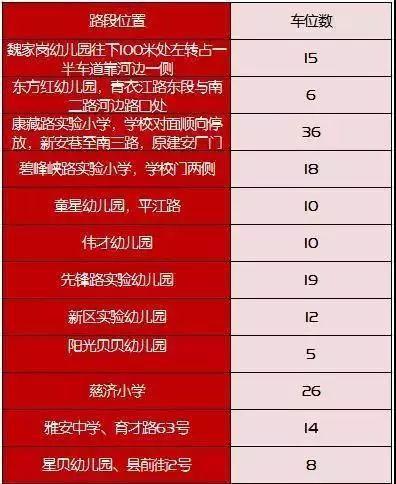 路段位置 车位数
魏家岗幼儿园往下100米处左转占一
半车道靠河边一侧 15
东方红幼儿园，青衣江路东段与南
二路河边路口处 6
康藏路实验小学，学校对面顺向停
放，新安巷至南三路，原建安厂门 36
碧峰峡路实验小学，学校门两侧 18
童星幼儿园，平江路 10
伟才幼儿园 10
先锋路实验幼儿园 19
新区实验幼儿园 12
阳光贝贝幼儿园 5
慈济小学 26
雅安中学、育才路63号 14
星贝幼儿园、县前街2号 8